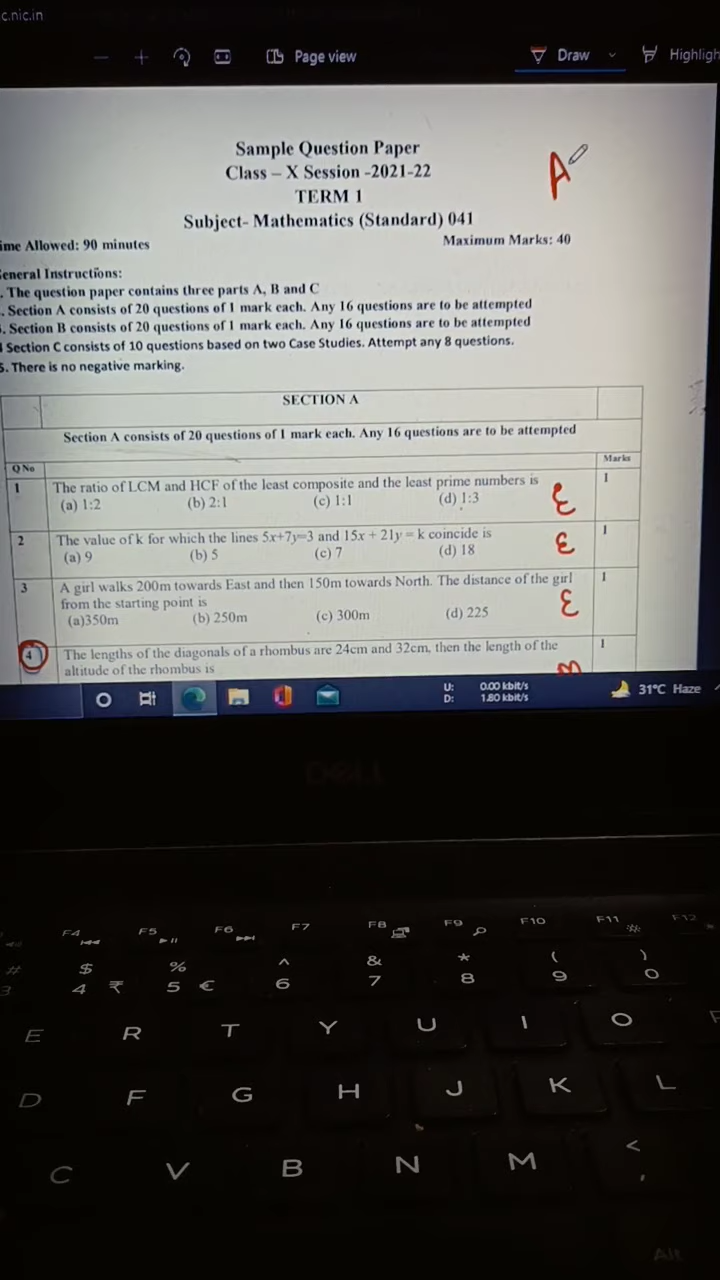 c.nic.in
Page view
Draw
Highligh
Sample Question Paper
Class – X Session -2021-22
TERM 1
Subject- Mathematics (Standard) 041
A
ime Allowed: 90 minutes
Maximum Marks: 40
eneral Instructions:
. The question paper contains three parts A, B and C
. Section A consists of 20 questions of 1 mark each. Any 16 questions are to be attempted
. Section B consists of 20 questions of 1 mark each. Any 16 questions are to be attempted
Section C consists of 10 questions based on two Case Studies. Attempt any 8 questions.
5. There is no negative marking.
SECTION A
Section A consists of 20 questions of 1 mark each. Any 16 questions are to be attempted
Q No
Marks
1 The ratio of LCM and HCF of the least composite and the least prime numbers is 1
(a) 1:2 (b) 2:1 (c) 1:1 (d) 1:3
2 The value of k for which the lines 5x+7y=3 and 15x + 21y = k coincide is 1
(a) 9 (b) 5 (c) 7 (d) 18
3 A girl walks 200m towards East and then 150m towards North. The distance of the girl 1
from the starting point is
(a)350m (b) 250m (c) 300m (d) 225
4 The lengths of the diagonals of a rhombus are 24cm and 32cm, then the length of the 1
altitude of the rhombus is
U: 0.00 kbit/s
D: 1.80 kbit/s
31°C Haze
DELL
F4 F5 F6 F7 F8 F9 F10 F11 F12
# $ % ^ & * ( )
3 4 ₹ 5 € 6 7 8 9 0
E R T Y U I O
D F G H J K L
C V B N M < ,
Alt